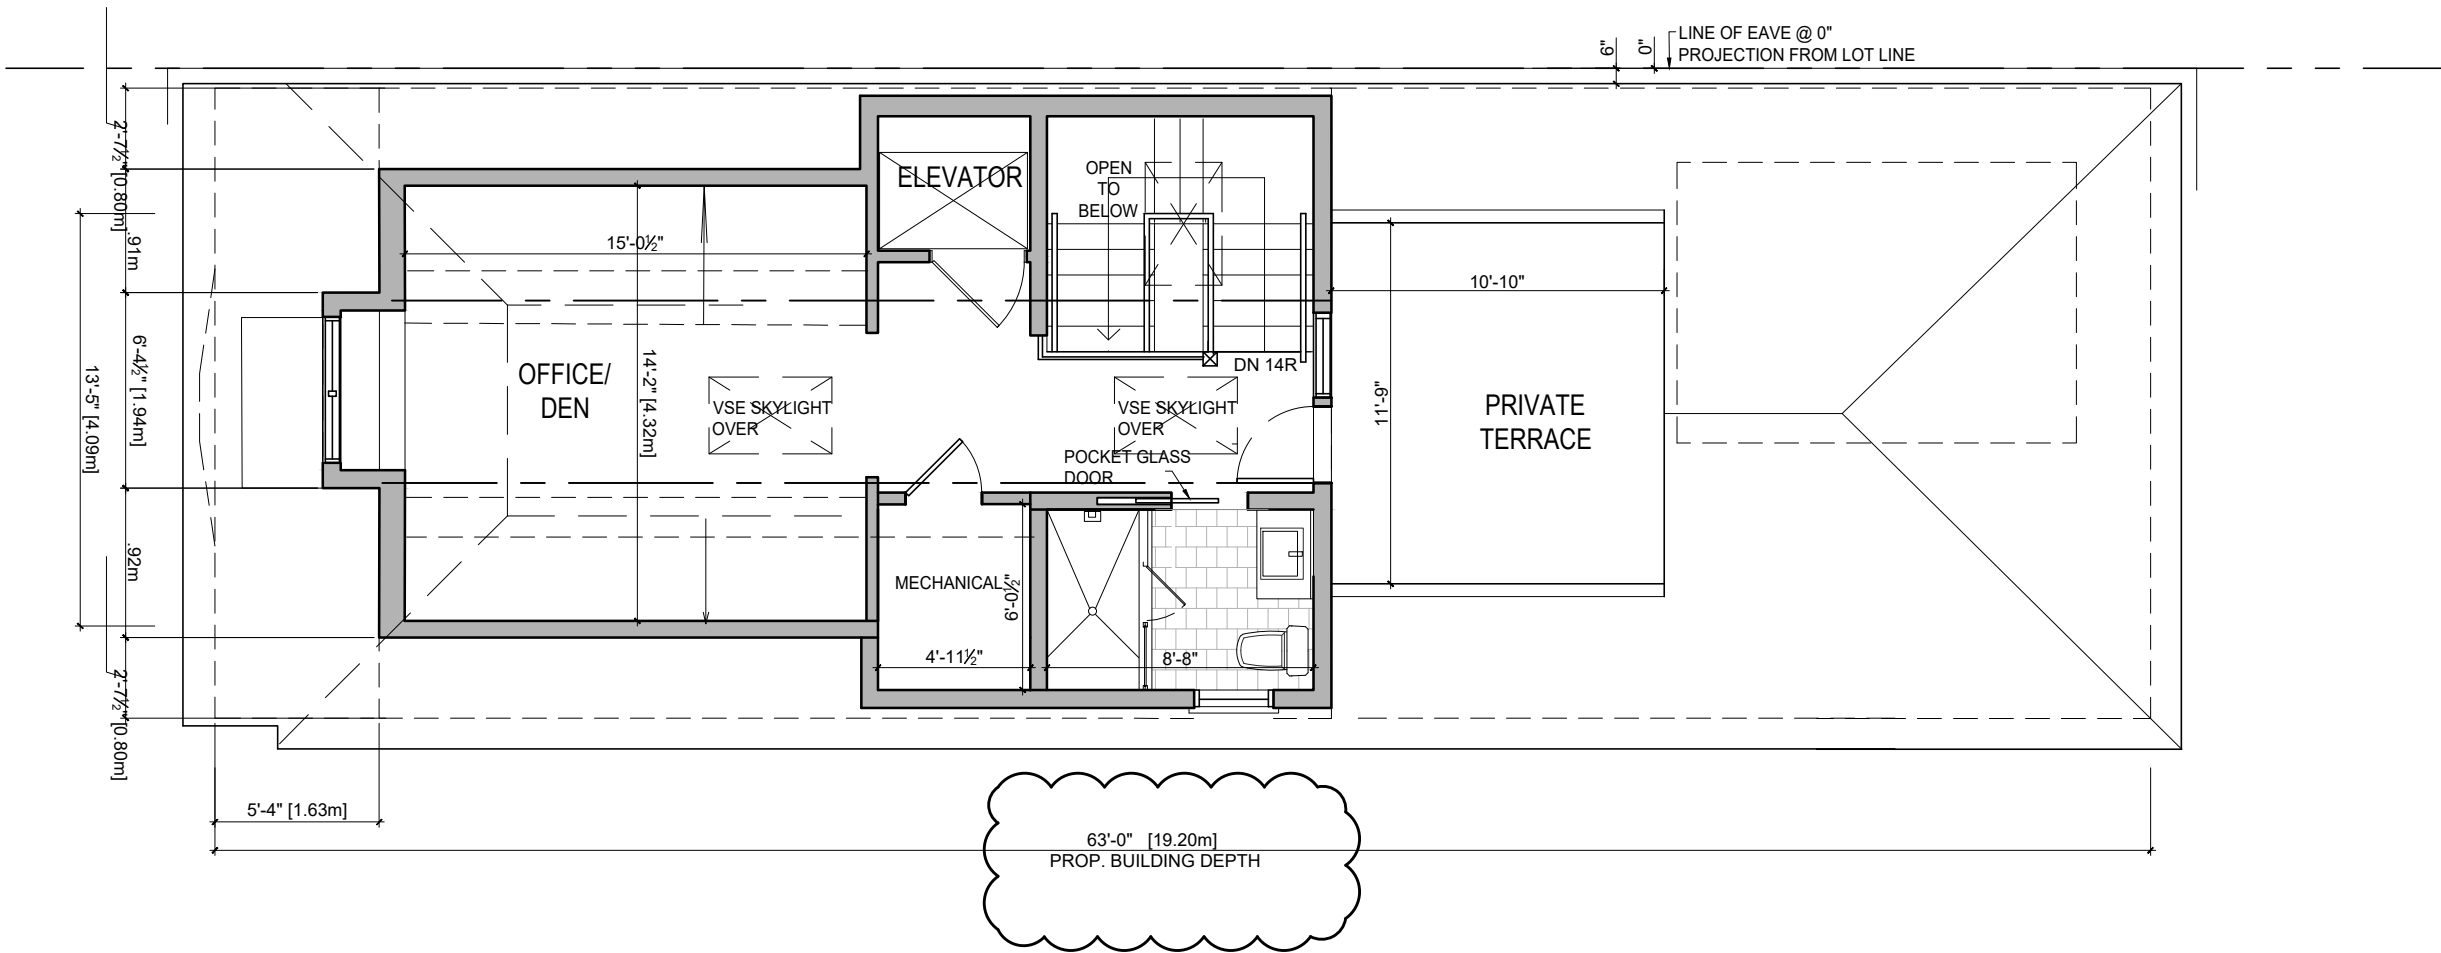 LINE OF EAVE @ 0"
PROJECTION FROM LOT LINE
6"
0"
2'-7½" [0.80m]
.91m
6'-4½" [1.94m]
13'-5" [4.09m]
.92m
2'-7½" [0.80m]
ELEVATOR
OPEN
TO
BELOW
15'-0½"
14'-2" [4.32m]
OFFICE/
DEN
VSE SKYLIGHT
OVER
DN 14R
VSE SKYLIGHT
OVER
POCKET GLASS
DOOR
10'-10"
11'-9"
PRIVATE
TERRACE
MECHANICAL
6'-0½"
4'-11½"
8'-8"
5'-4" [1.63m]
63'-0" [19.20m]
PROP. BUILDING DEPTH